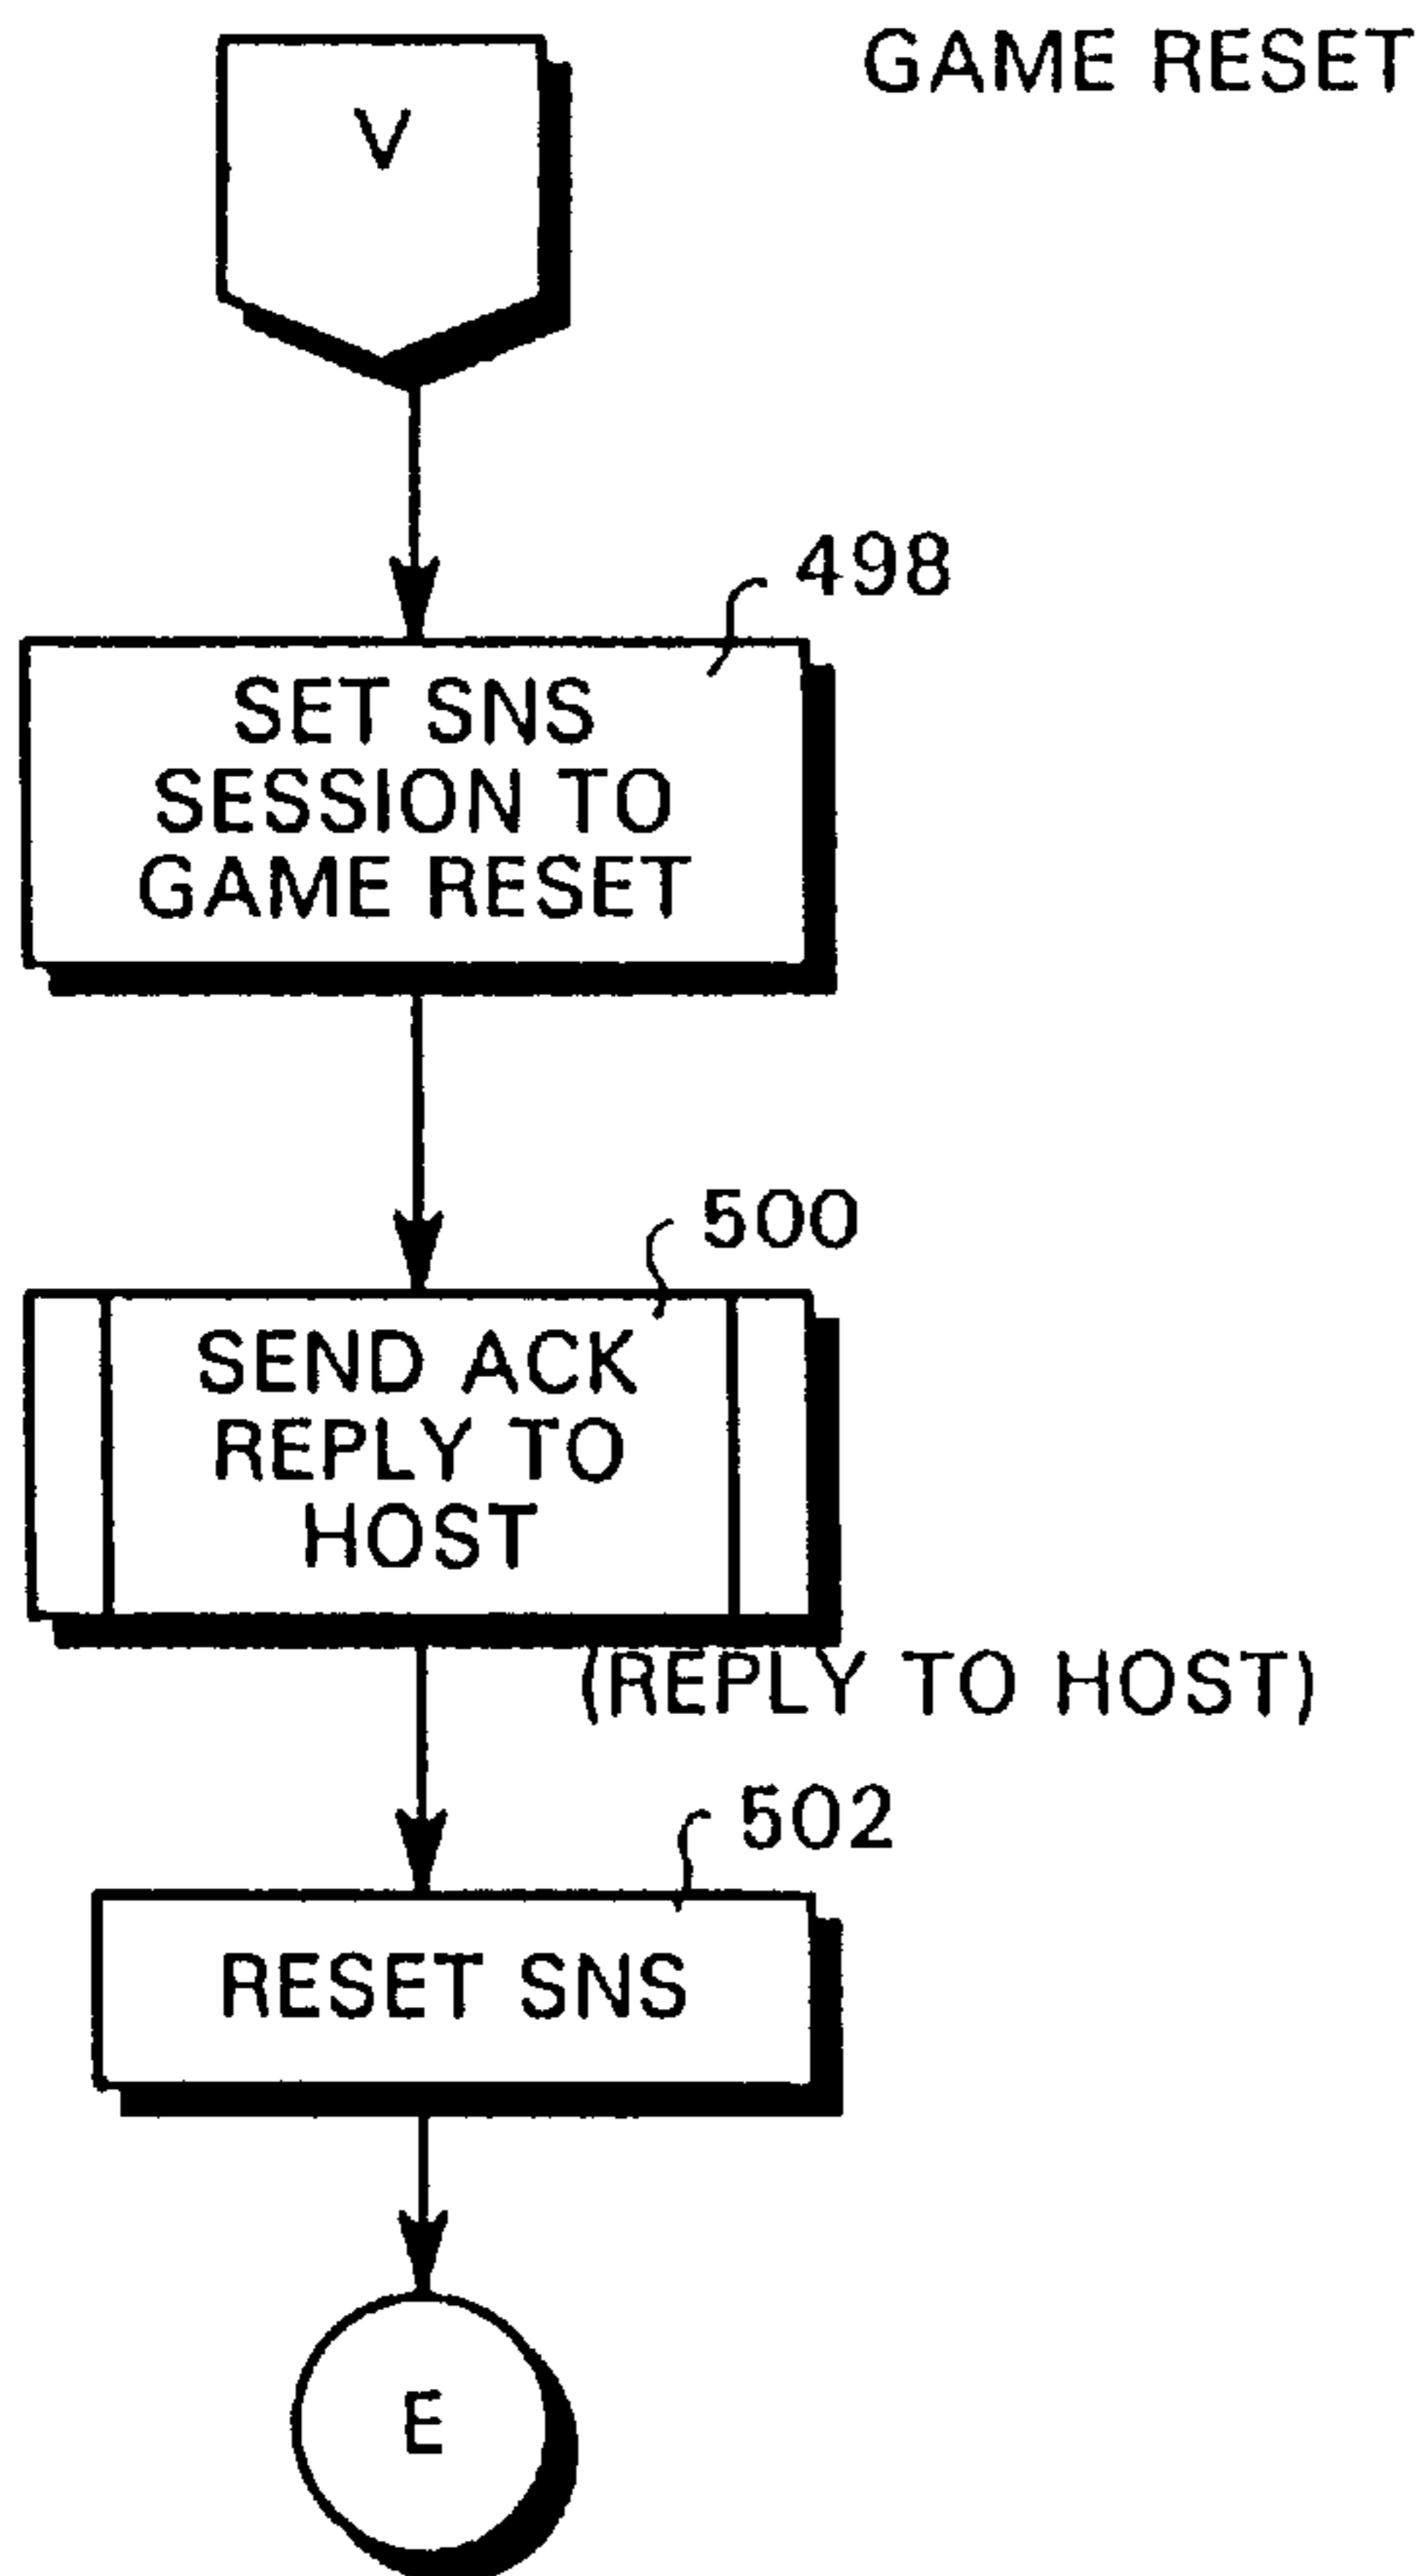 GAME RESET
V
498
SET SNS
SESSION TO
GAME RESET
500
SEND ACK
REPLY TO
HOST
(REPLY TO HOST)
502
RESET SNS
E